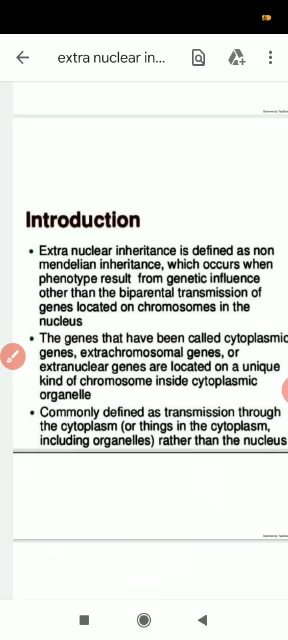 extra nuclear in...
Introduction
• Extra nuclear inheritance is defined as non
mendelian inheritance, which occurs when
phenotype result from genetic influence
other than the biparental transmission of
genes located on chromosomes in the
nucleus
• The genes that have been called cytoplasmic
genes, extrachromosomal genes, or
extranuclear genes are located on a unique
kind of chromosome inside cytoplasmic
organelle
• Commonly defined as transmission through
the cytoplasm (or things in the cytoplasm,
including organelles) rather than the nucleus